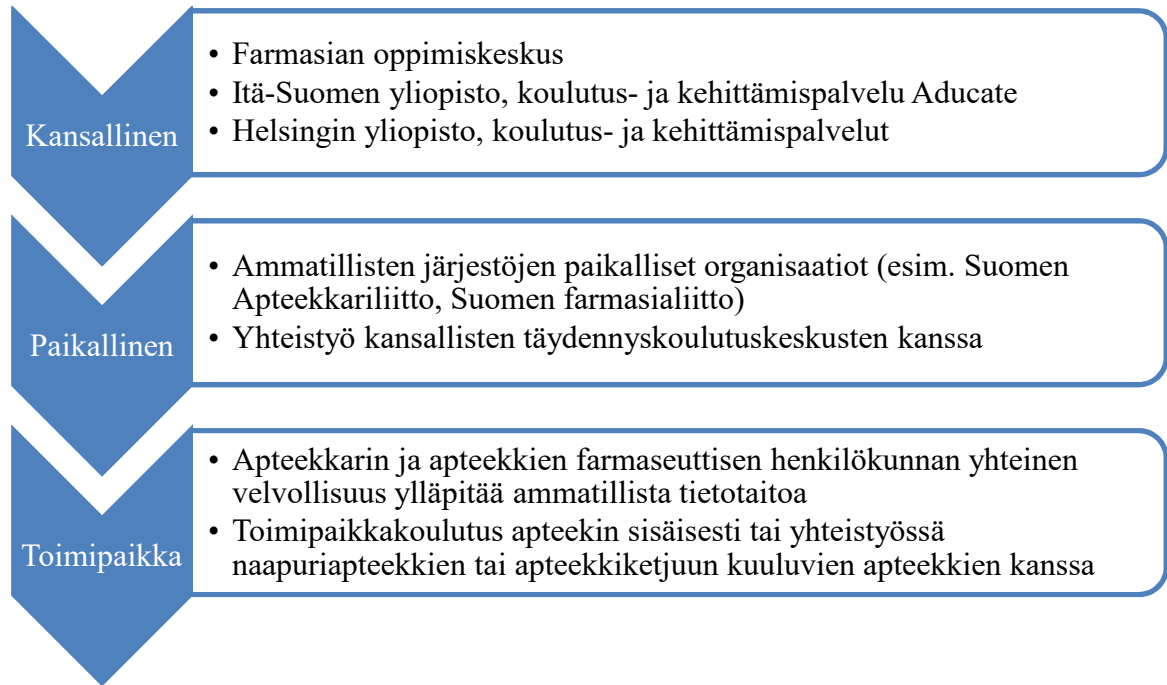 Kansallinen
• Farmasian oppimiskeskus
• Itä-Suomen yliopisto, koulutus- ja kehittämispalvelu Aducate
• Helsingin yliopisto, koulutus- ja kehittämispalvelut
Paikallinen
• Ammatillisten järjestöjen paikalliset organisaatiot (esim. Suomen
Apteekkariliitto, Suomen farmasialiitto)
• Yhteistyö kansallisten täydennyskoulutuskeskusten kanssa
Toimipaikka
• Apteekkarin ja apteekkien farmaseuttisen henkilökunnan yhteinen
velvollisuus ylläpitää ammatillista tietotaitoa
• Toimipaikkakoulutus apteekin sisäisesti tai yhteistyössä
naapuriapteekkien tai apteekkiketjuun kuuluvien apteekkien kanssa